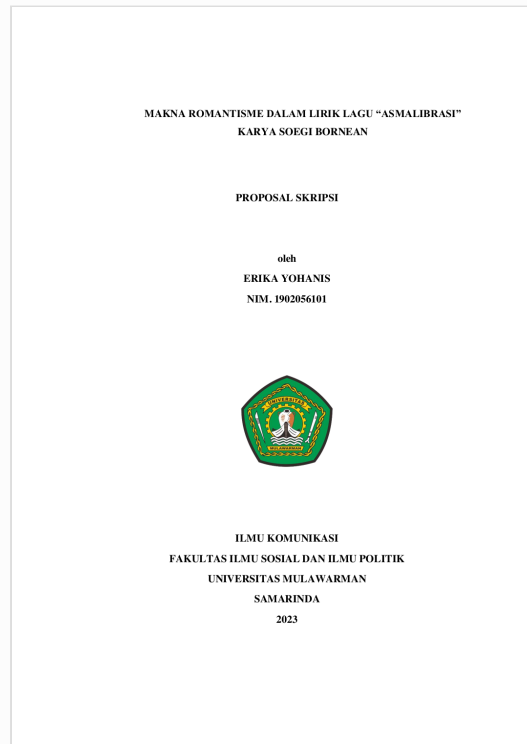 MAKNA ROMANTISME DALAM LIRIK LAGU “ASMALIBRASI”
KARYA SOEGI BORNEAN
PROPOSAL SKRIPSI
oleh
ERIKA YOHANIS
NIM. 1902056101
UNIVERSITAS
MULAWARMAN
ILMU KOMUNIKASI
FAKULTAS ILMU SOSIAL DAN ILMU POLITIK
UNIVERSITAS MULAWARMAN
SAMARINDA
2023